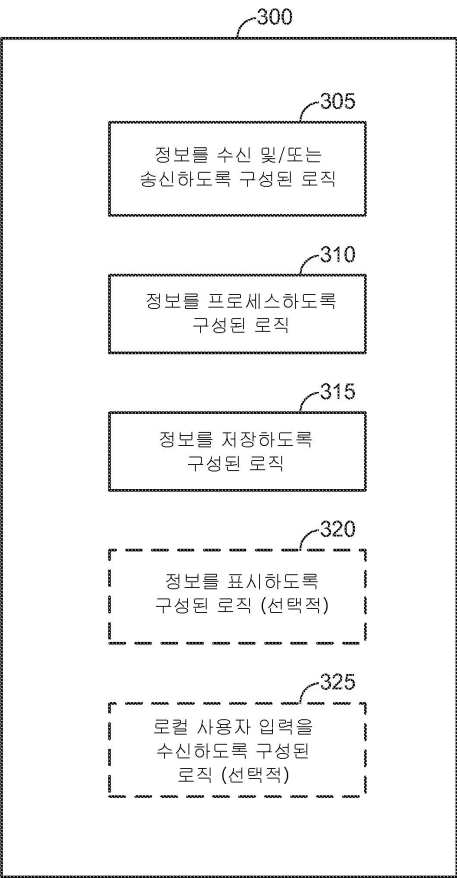 300
305
정보를 수신 및/또는
송신하도록 구성된 로직
310
정보를 프로세스하도록
구성된 로직
315
정보를 저장하도록
구성된 로직
320
정보를 표시하도록
구성된 로직 (선택적)
325
로컬 사용자 입력을
수신하도록 구성된
로직 (선택적)